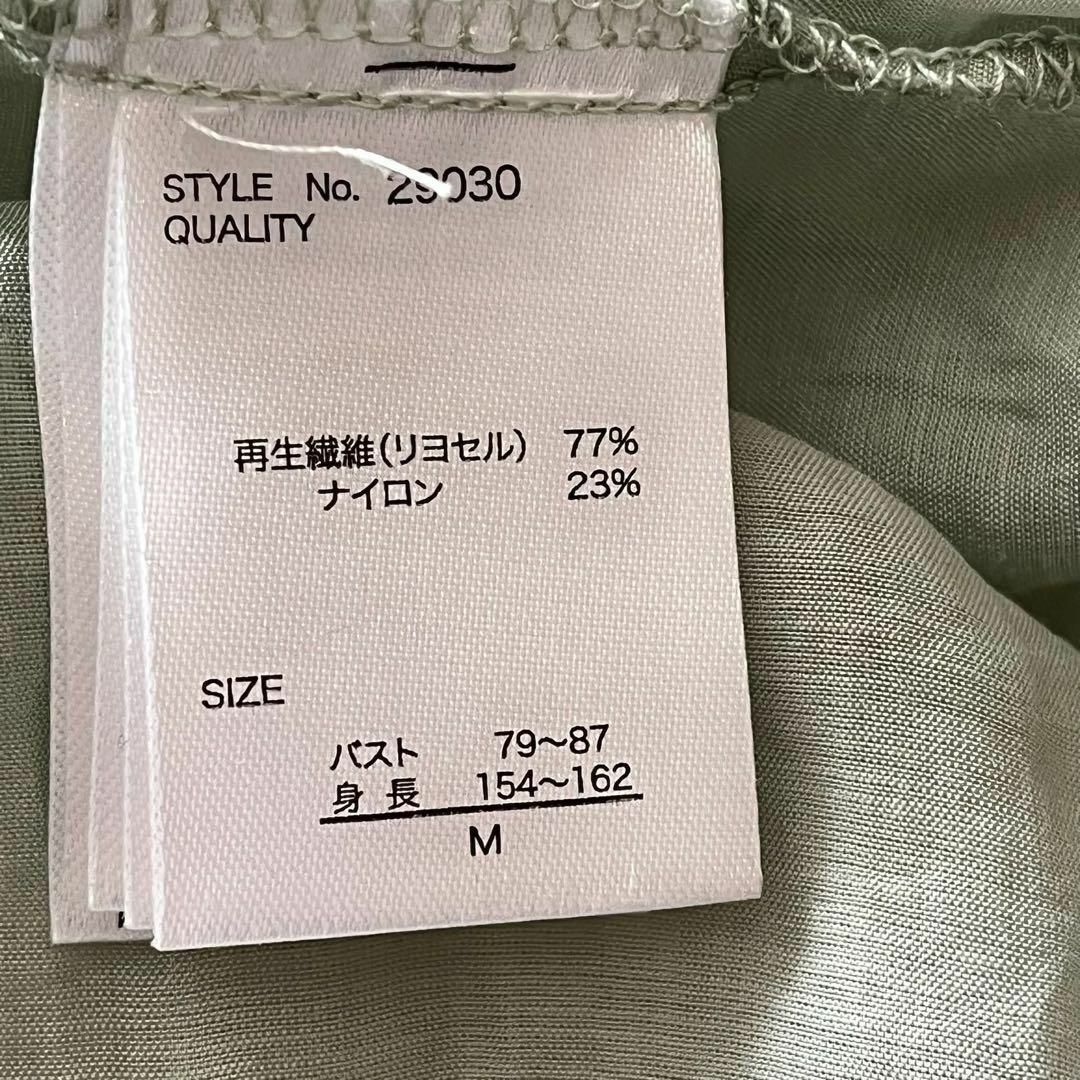 STYLE No. 29030
QUALITY
再生繊維(リヨセル) 77%
ナイロン 23%
SIZE
バスト 79～87
身 長 154～162
M